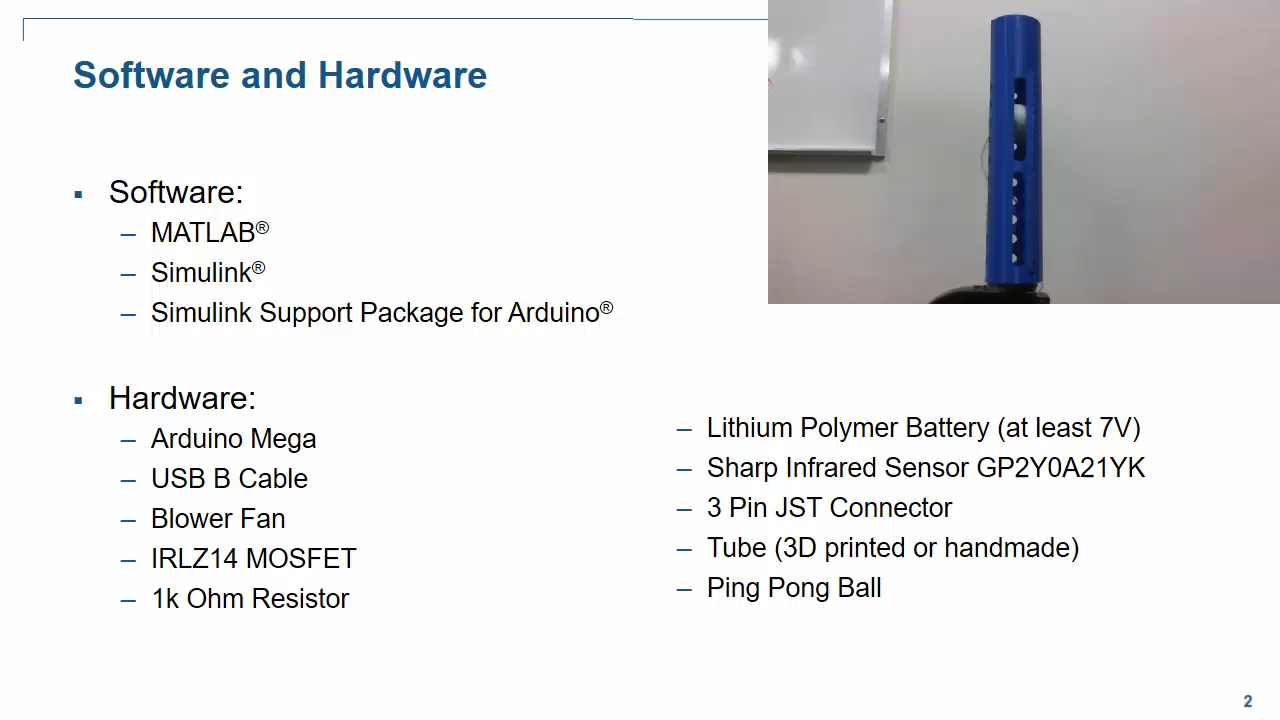 Software and Hardware
▪ Software:
– MATLAB®
– Simulink®
– Simulink Support Package for Arduino®
▪ Hardware:
– Arduino Mega
– USB B Cable
– Blower Fan
– IRLZ14 MOSFET
– 1k Ohm Resistor
– Lithium Polymer Battery (at least 7V)
– Sharp Infrared Sensor GP2Y0A21YK
– 3 Pin JST Connector
– Tube (3D printed or handmade)
– Ping Pong Ball
2